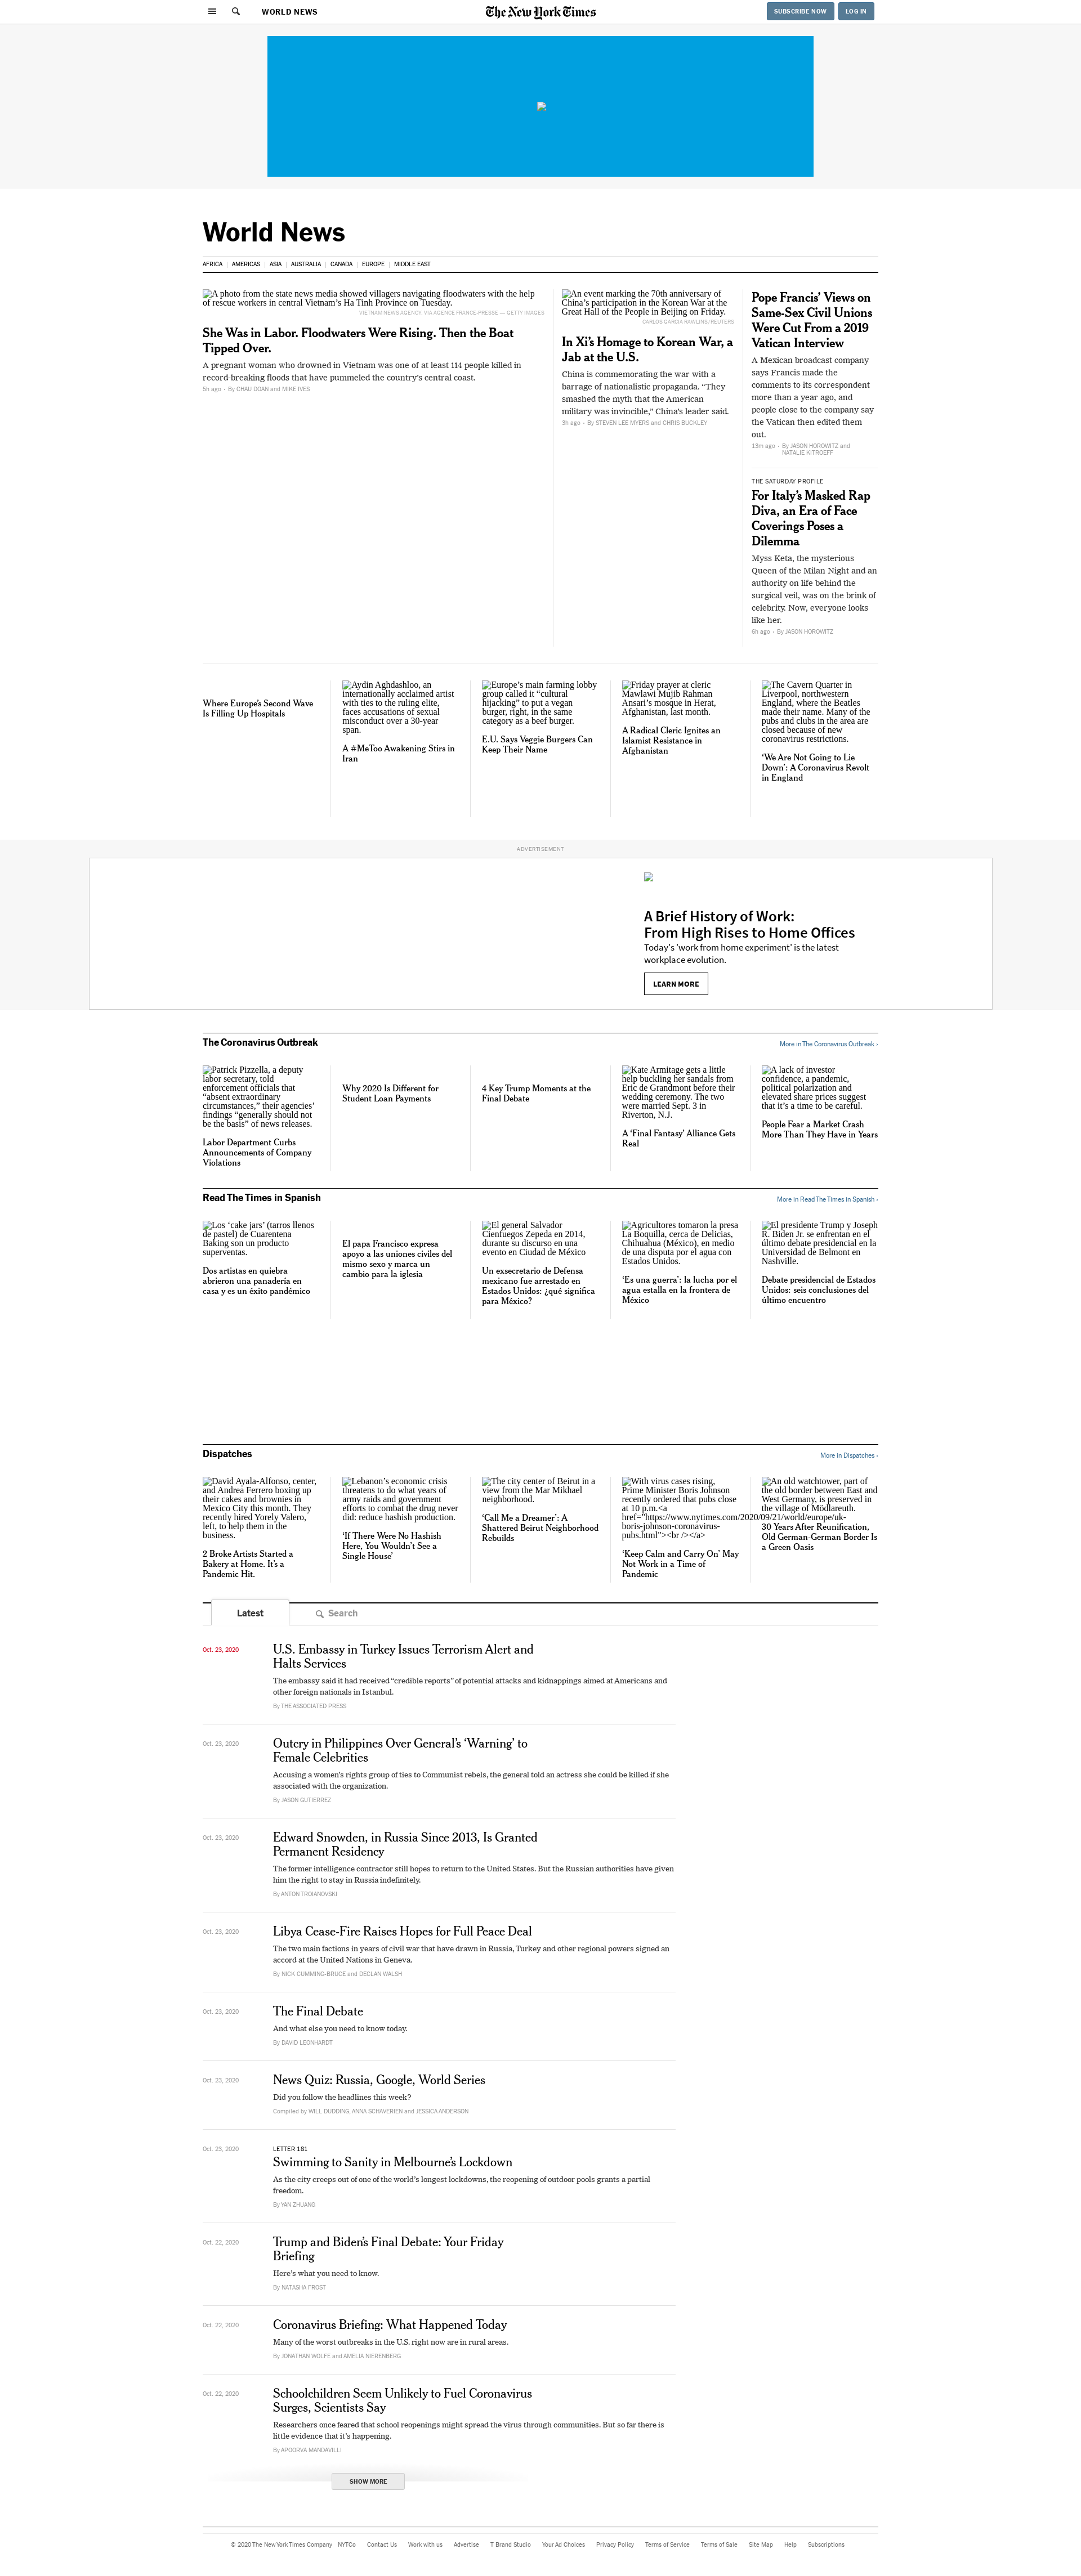 WORLD NEWS
The New York Times
SUBSCRIBE NOW
LOG IN
World News
AFRICA | AMERICAS | ASIA | AUSTRALIA | CANADA | EUROPE | MIDDLE EAST
A photo from the state news media showed villagers navigating floodwaters with the help
of rescue workers in central Vietnam’s Ha Tinh Province on Tuesday.
VIETNAM NEWS AGENCY, VIA AGENCE FRANCE-PRESSE — GETTY IMAGES
She Was in Labor. Floodwaters Were Rising. Then the Boat
Tipped Over.
A pregnant woman who drowned in Vietnam was one of at least 114 people killed in
record-breaking floods that have pummeled the country’s central coast.
5h ago • By CHAU DOAN and MIKE IVES
An event marking the 70th anniversary of
China’s participation in the Korean War at the
Great Hall of the People in Beijing on Friday.
CARLOS GARCIA RAWLINS/REUTERS
In Xi’s Homage to Korean War, a
Jab at the U.S.
China is commemorating the war with a
barrage of nationalistic propaganda. “They
smashed the myth that the American
military was invincible,” China’s leader said.
3h ago • By STEVEN LEE MYERS and CHRIS BUCKLEY
Pope Francis’ Views on
Same-Sex Civil Unions
Were Cut From a 2019
Vatican Interview
A Mexican broadcast company
says Francis made the
comments to its correspondent
more than a year ago, and
people close to the company say
the Vatican then edited them
out.
13m ago • By JASON HOROWITZ and
NATALIE KITROEFF
THE SATURDAY PROFILE
For Italy’s Masked Rap
Diva, an Era of Face
Coverings Poses a
Dilemma
Myss Keta, the mysterious
Queen of the Milan Night and an
authority on life behind the
surgical veil, was on the brink of
celebrity. Now, everyone looks
like her.
6h ago • By JASON HOROWITZ
Where Europe’s Second Wave
Is Filling Up Hospitals
Aydin Aghdashloo, an
internationally acclaimed artist
with ties to the ruling elite,
faces accusations of sexual
misconduct over a 30-year
span.
A #MeToo Awakening Stirs in
Iran
Europe’s main farming lobby
group called it “cultural
hijacking” to put a vegan
burger, right, in the same
category as a beef burger.
E.U. Says Veggie Burgers Can
Keep Their Name
Friday prayer at cleric
Mawlawi Mujib Rahman
Ansari’s mosque in Herat,
Afghanistan, last month.
A Radical Cleric Ignites an
Islamist Resistance in
Afghanistan
The Cavern Quarter in
Liverpool, northwestern
England, where the Beatles
made their name. Many of the
pubs and clubs in the area are
closed because of new
coronavirus restrictions.
‘We Are Not Going to Lie
Down’: A Coronavirus Revolt
in England
ADVERTISEMENT
A Brief History of Work:
From High Rises to Home Offices
Today's 'work from home experiment' is the latest
workplace evolution.
LEARN MORE
The Coronavirus Outbreak
More in The Coronavirus Outbreak ›
Patrick Pizzella, a deputy
labor secretary, told
enforcement officials that
“absent extraordinary
circumstances,” their agencies’
findings “generally should not
be the basis” of news releases.
Labor Department Curbs
Announcements of Company
Violations
Why 2020 Is Different for
Student Loan Payments
4 Key Trump Moments at the
Final Debate
Kate Armitage gets a little
help buckling her sandals from
Eric de Grandmont before their
wedding ceremony. The two
were married Sept. 3 in
Riverton, N.J.
A ‘Final Fantasy’ Alliance Gets
Real
A lack of investor
confidence, a pandemic,
political polarization and
elevated share prices suggest
that it’s a time to be careful.
People Fear a Market Crash
More Than They Have in Years
Read The Times in Spanish
More in Read The Times in Spanish ›
Los ‘cake jars’ (tarros llenos
de pastel) de Cuarentena
Baking son un producto
superventas.
Dos artistas en quiebra
abrieron una panadería en
casa y es un éxito pandémico
El papa Francisco expresa
apoyo a las uniones civiles del
mismo sexo y marca un
cambio para la iglesia
El general Salvador
Cienfuegos Zepeda en 2014,
durante su discurso en un
evento en Ciudad de México
Un exsecretario de Defensa
mexicano fue arrestado en
Estados Unidos: ¿qué significa
para México?
Agricultores tomaron la presa
La Boquilla, cerca de Delicias,
Chihuahua (México), en medio
de una disputa por el agua con
Estados Unidos.
‘Es una guerra’: la lucha por el
agua estalla en la frontera de
México
El presidente Trump y Joseph
R. Biden Jr. se enfrentan en el
último debate presidencial en la
Universidad de Belmont en
Nashville.
Debate presidencial de Estados
Unidos: seis conclusiones del
último encuentro
Dispatches
More in Dispatches ›
David Ayala-Alfonso, center,
and Andrea Ferrero boxing up
their cakes and brownies in
Mexico City this month. They
recently hired Yorely Valero,
left, to help them in the
business.
2 Broke Artists Started a
Bakery at Home. It’s a
Pandemic Hit.
Lebanon’s economic crisis
threatens to do what years of
army raids and government
efforts to combat the drug never
did: reduce hashish production.
‘If There Were No Hashish
Here, You Wouldn’t See a
Single House’
The city center of Beirut in a
view from the Mar Mikhael
neighborhood.
‘Call Me a Dreamer’: A
Shattered Beirut Neighborhood
Rebuilds
With virus cases rising,
Prime Minister Boris Johnson
recently ordered that pubs close
at 10 p.m.<a
href="https://www.nytimes.com/2020/09/21/world/europe/uk-
boris-johnson-coronavirus-
pubs.html"><br /></a>
‘Keep Calm and Carry On’ May
Not Work in a Time of
Pandemic
An old watchtower, part of
the old border between East and
West Germany, is preserved in
the village of Mödlareuth.
30 Years After Reunification,
Old German-German Border Is
a Green Oasis
Latest
Search
Oct. 23, 2020
U.S. Embassy in Turkey Issues Terrorism Alert and
Halts Services
The embassy said it had received “credible reports” of potential attacks and kidnappings aimed at Americans and
other foreign nationals in Istanbul.
By THE ASSOCIATED PRESS
Oct. 23, 2020
Outcry in Philippines Over General’s ‘Warning’ to
Female Celebrities
Accusing a women’s rights group of ties to Communist rebels, the general told an actress she could be killed if she
associated with the organization.
By JASON GUTIERREZ
Oct. 23, 2020
Edward Snowden, in Russia Since 2013, Is Granted
Permanent Residency
The former intelligence contractor still hopes to return to the United States. But the Russian authorities have given
him the right to stay in Russia indefinitely.
By ANTON TROIANOVSKI
Oct. 23, 2020
Libya Cease-Fire Raises Hopes for Full Peace Deal
The two main factions in years of civil war that have drawn in Russia, Turkey and other regional powers signed an
accord at the United Nations in Geneva.
By NICK CUMMING-BRUCE and DECLAN WALSH
Oct. 23, 2020
The Final Debate
And what else you need to know today.
By DAVID LEONHARDT
Oct. 23, 2020
News Quiz: Russia, Google, World Series
Did you follow the headlines this week?
Compiled by WILL DUDDING, ANNA SCHAVERIEN and JESSICA ANDERSON
Oct. 23, 2020
LETTER 181
Swimming to Sanity in Melbourne’s Lockdown
As the city creeps out of one of the world’s longest lockdowns, the reopening of outdoor pools grants a partial
freedom.
By YAN ZHUANG
Oct. 22, 2020
Trump and Biden’s Final Debate: Your Friday
Briefing
Here’s what you need to know.
By NATASHA FROST
Oct. 22, 2020
Coronavirus Briefing: What Happened Today
Many of the worst outbreaks in the U.S. right now are in rural areas.
By JONATHAN WOLFE and AMELIA NIERENBERG
Oct. 22, 2020
Schoolchildren Seem Unlikely to Fuel Coronavirus
Surges, Scientists Say
Researchers once feared that school reopenings might spread the virus through communities. But so far there is
little evidence that it’s happening.
By APOORVA MANDAVILLI
SHOW MORE
© 2020 The New York Times Company NYTCo Contact Us Work with us Advertise T Brand Studio Your Ad Choices Privacy Policy Terms of Service Terms of Sale Site Map Help Subscriptions